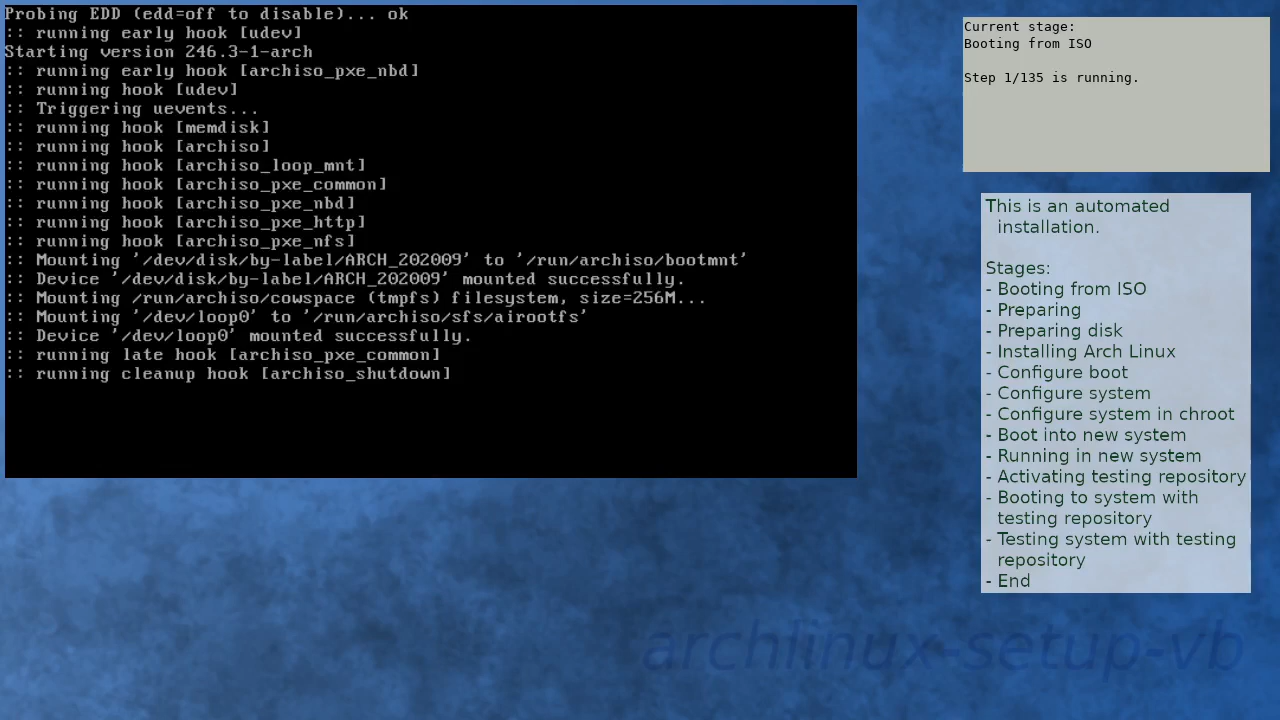 Probing EDD (edd=off to disable)... ok
:: running early hook [udev]
Starting version 246.3-1-arch
:: running early hook [archiso_pxe_nbd]
:: running hook [udev]
:: Triggering uevents...
:: running hook [memdisk]
:: running hook [archiso]
:: running hook [archiso_loop_mnt]
:: running hook [archiso_pxe_common]
:: running hook [archiso_pxe_nbd]
:: running hook [archiso_pxe_http]
:: running hook [archiso_pxe_nfs]
:: Mounting '/dev/disk/by-label/ARCH_202009' to '/run/archiso/bootmnt'
:: Device '/dev/disk/by-label/ARCH_202009' mounted successfully.
:: Mounting /run/archiso/cowspace (tmpfs) filesystem, size=256M...
:: Mounting '/dev/loop0' to '/run/archiso/sfs/airootfs'
:: Device '/dev/loop0' mounted successfully.
:: running late hook [archiso_pxe_common]
:: running cleanup hook [archiso_shutdown]
Current stage:
Booting from ISO
Step 1/135 is running.
This is an automated
installation.
Stages:
- Booting from ISO
- Preparing
- Preparing disk
- Installing Arch Linux
- Configure boot
- Configure system
- Configure system in chroot
- Boot into new system
- Running in new system
- Activating testing repository
- Booting to system with
testing repository
- Testing system with testing
repository
- End
archlinux-setup-vb